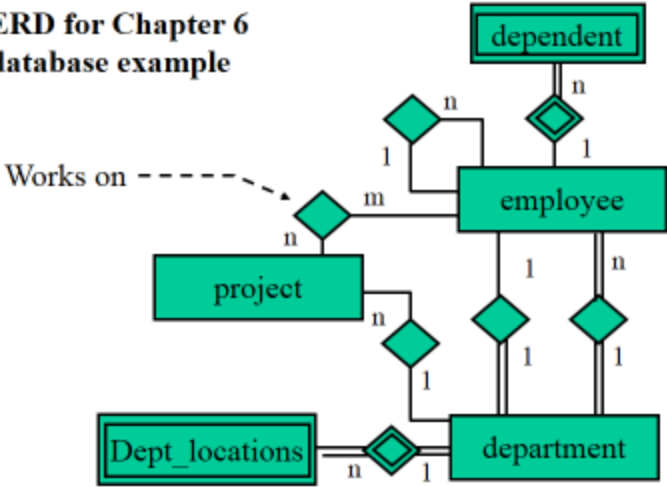 ERD for Chapter 6
database example
dependent
n
1
n
1
employee
Works on
m
n
project
n
1
1
1
n
1
Dept_locations
n
1
department